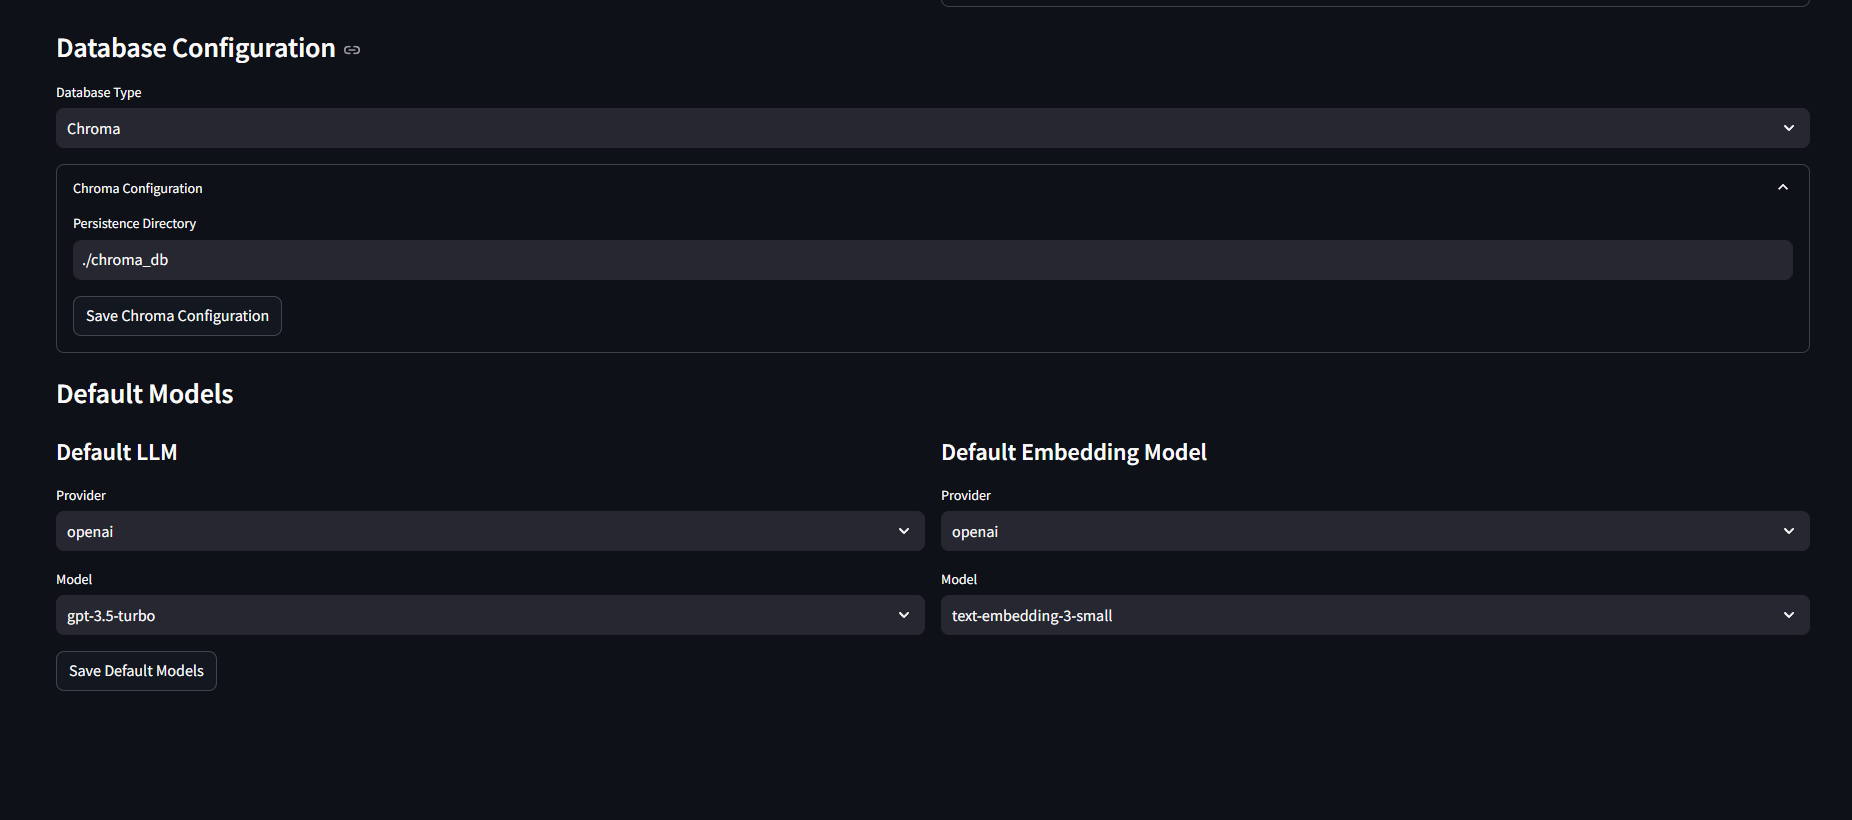 Database Configuration
Database Type
Chroma
Chroma Configuration
Persistence Directory
./chroma_db
Save Chroma Configuration
Default Models
Default LLM
Provider
openai
Model
gpt-3.5-turbo
Save Default Models
Default Embedding Model
Provider
openai
Model
text-embedding-3-small